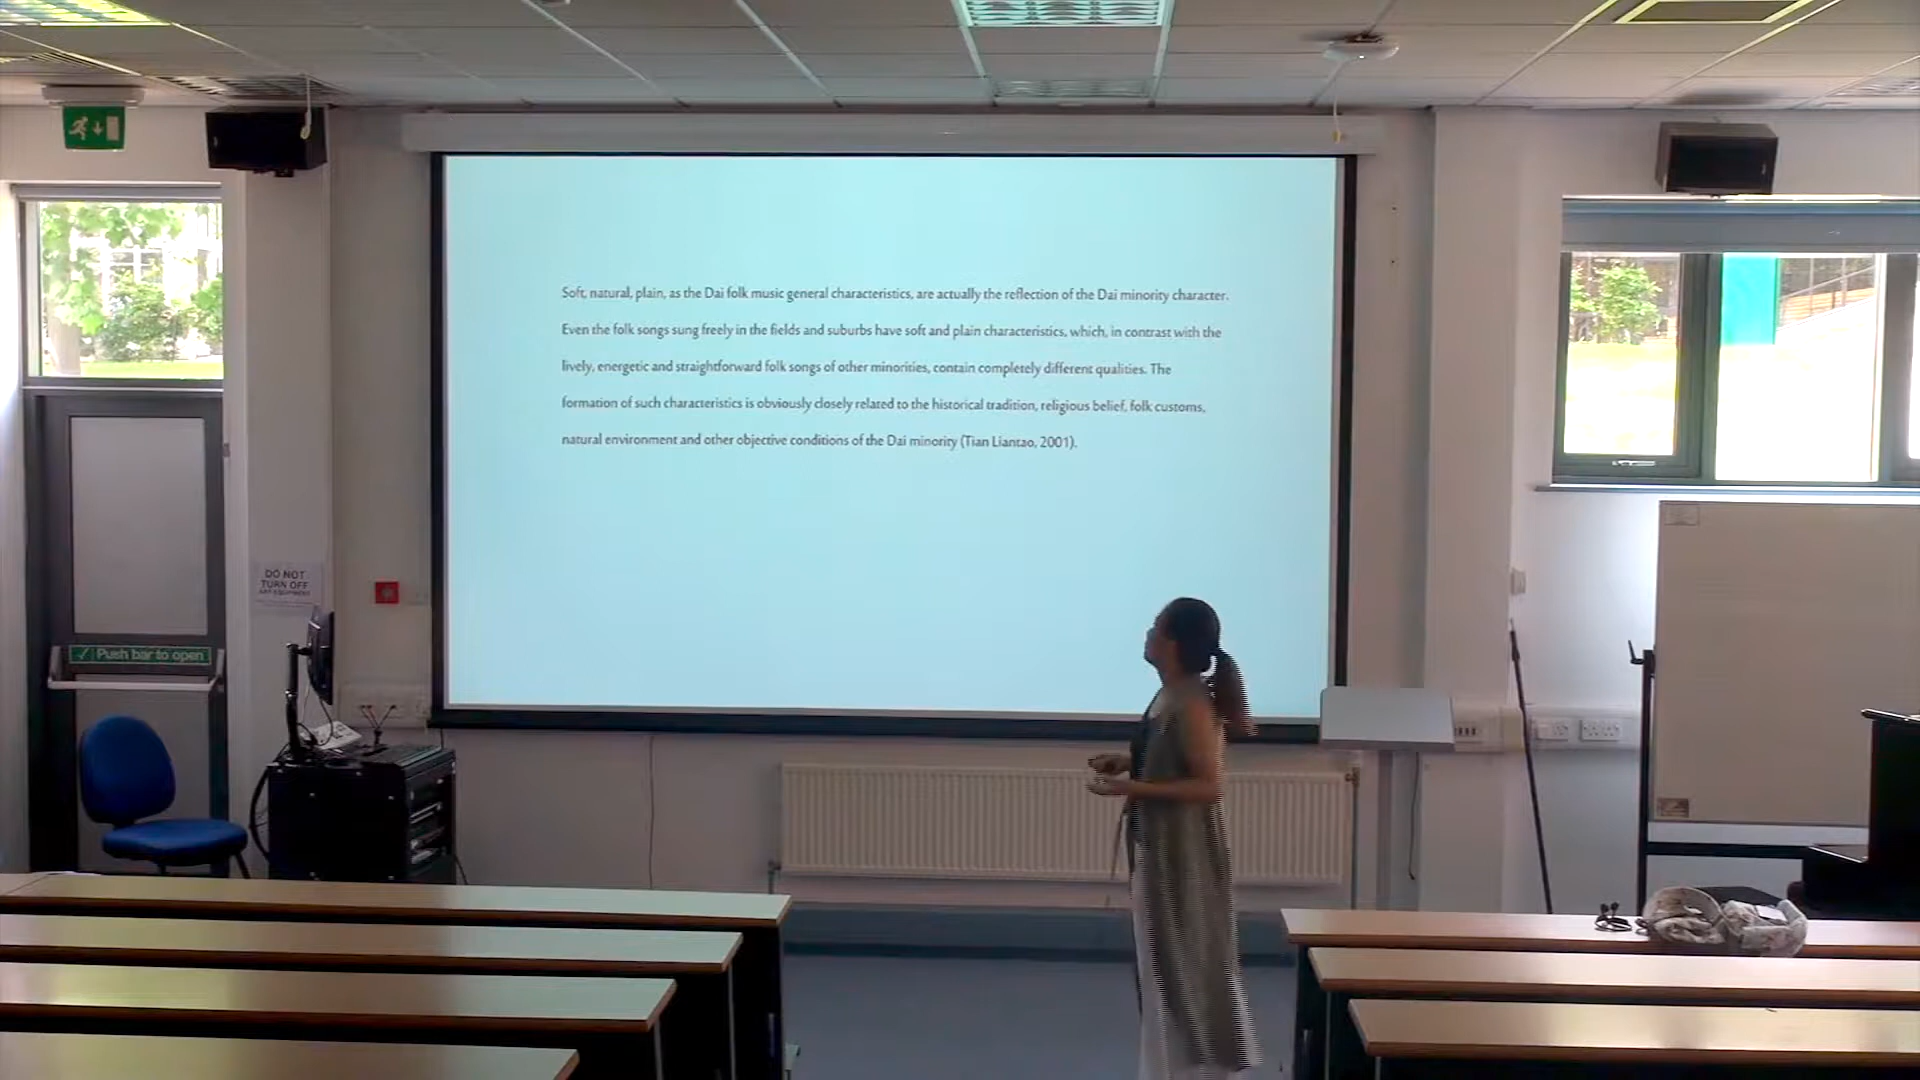 Soft, natural, plain, as the Dai folk music general characteristics, are actually the reflection of the Dai minority character.
Even the folk songs sung freely in the fields and suburbs have soft and plain characteristics, which, in contrast with the
lively, energetic and straightforward folk songs of other minorities, contain completely different qualities. The
formation of such characteristics is obviously closely related to the historical tradition, religious belief, folk customs,
natural environment and other objective conditions of the Dai minority (Tian Liantao, 2001).
DO NOT
TURN OFF
ANY EQUIPMENT
Push bar to open